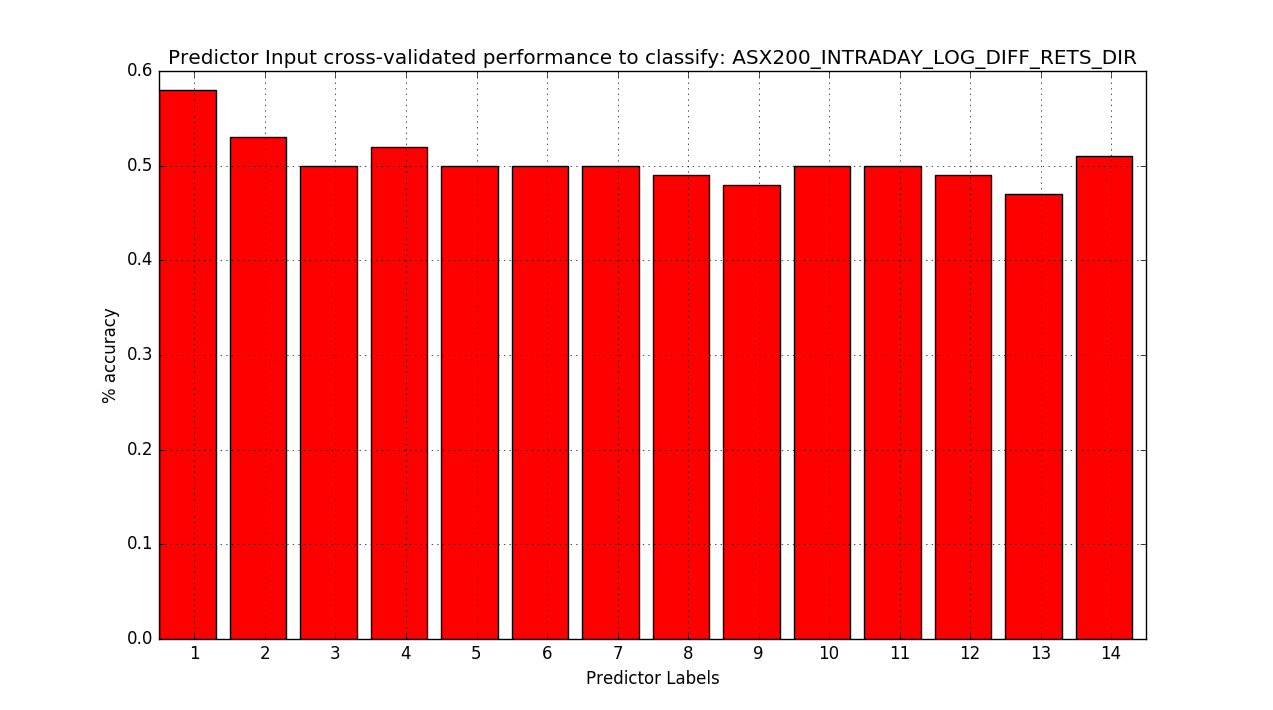 Predictor Input cross-validated performance to classify: ASX200_INTRADAY_LOG_DIFF_RETS_DIR
0.6
0.5
0.4
0.3
0.2
0.1
0.0
% accuracy
1 2 3 4 5 6 7 8 9 10 11 12 13 14
Predictor Labels